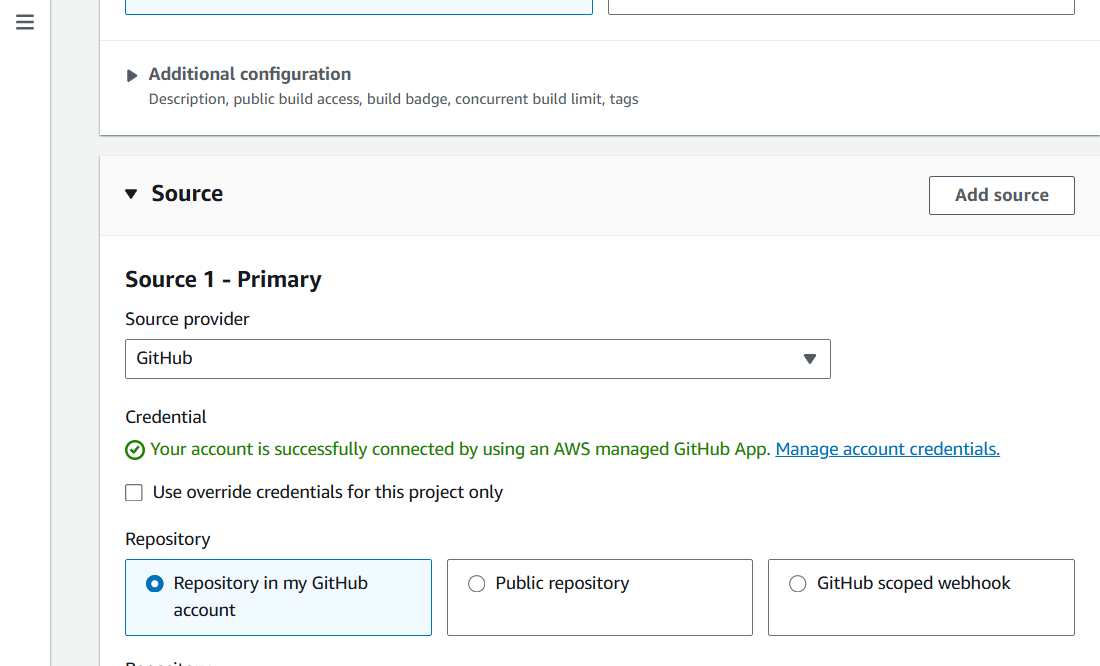 Additional configuration
Description, public build access, build badge, concurrent build limit, tags
Source
Add source
Source 1 - Primary
Source provider
GitHub
Credential
Your account is successfully connected by using an AWS managed GitHub App. Manage account credentials.
Use override credentials for this project only
Repository
Repository in my GitHub
account
Public repository
GitHub scoped webhook